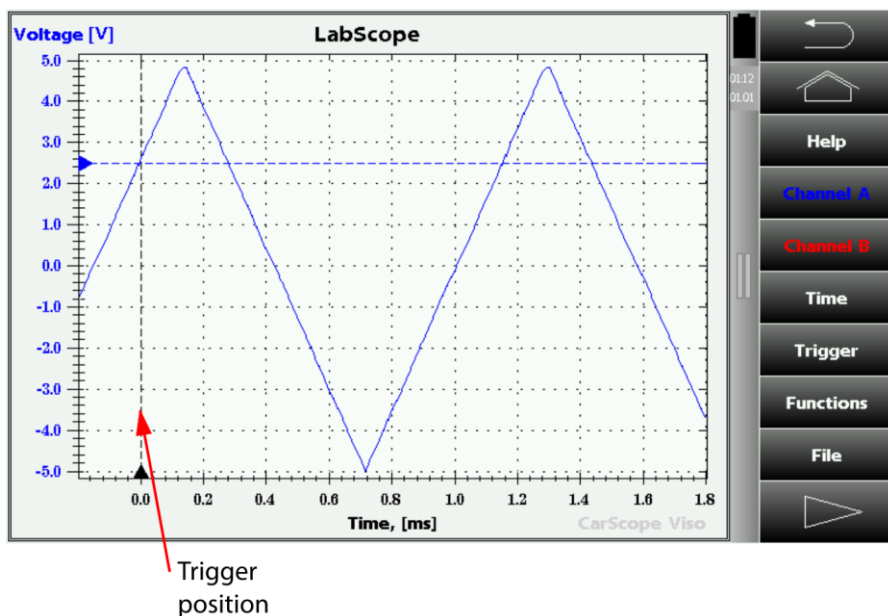 Voltage [V]
LabScope
5.0
4.0
3.0
2.0
1.0
0.0
-1.0
-2.0
-3.0
-4.0
-5.0
0.0 0.2 0.4 0.6 0.8 1.0 1.2 1.4 1.6 1.8
Time, [ms]
CarScope Viso
01:12
01.01
Help
Channel A
Channel B
Time
Trigger
Functions
File
Trigger
position